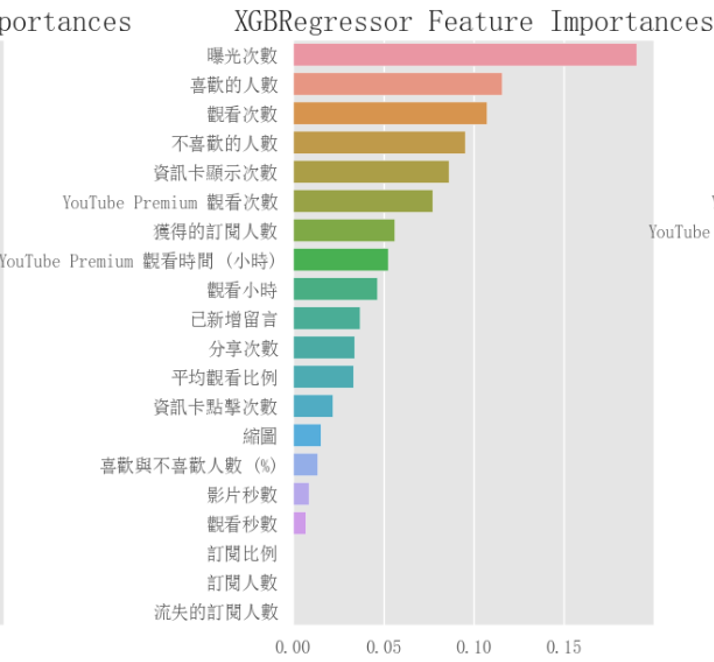 portances
XGBRegressor Feature Importances
曝光次數
喜歡的人數
觀看次數
不喜歡的人數
資訊卡顯示次數
YouTube Premium 觀看次數
獲得的訂閱人數
YouTube
YouTube Premium 觀看時間 (小時)
觀看小時
已新增留言
分享次數
平均觀看比例
資訊卡點擊次數
縮圖
喜歡與不喜歡人數 (%)
影片秒數
觀看秒數
訂閱比例
訂閱人數
流失的訂閱人數
0.00 0.05 0.10 0.15